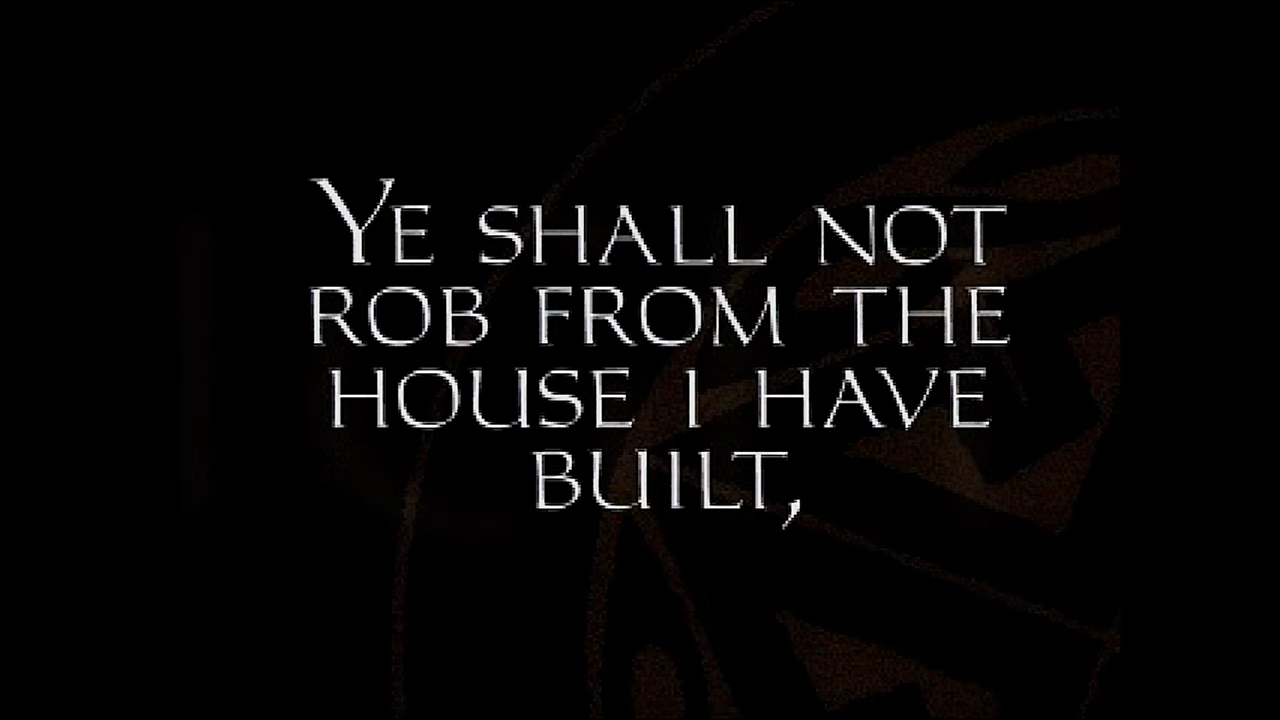 Ye shall not
rob from the
house I have
built,